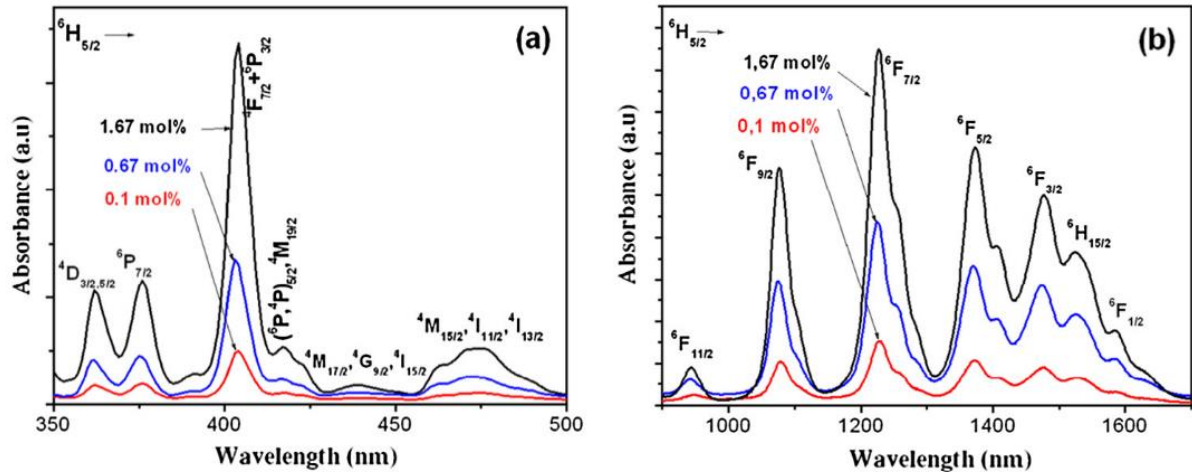 ⁶H₅/₂
(a)
⁴F₇/₂ + ⁶P₃/₂
1.67 mol%
0.67 mol%
0.1 mol%
⁴D₃/₂,₅/₂
⁶P₇/₂
(⁶P,⁴P)₅/₂,⁴M₁₉/₂
⁴M₁₇/₂,⁴G₉/₂,⁴I₁₅/₂
⁴M₁₅/₂,⁴I₁₁/₂,⁴I₁₃/₂
Absorbance (a.u)
350
400
450
500
Wavelength (nm)
⁶H₅/₂
(b)
1,67 mol%
0,67 mol%
0,1 mol%
⁶F₇/₂
⁶F₉/₂
⁶F₅/₂
⁶F₃/₂
⁶H₁₅/₂
⁶F₁/₂
⁶F₁₁/₂
Absorbance (a.u)
1000
1200
1400
1600
Wavelength (nm)